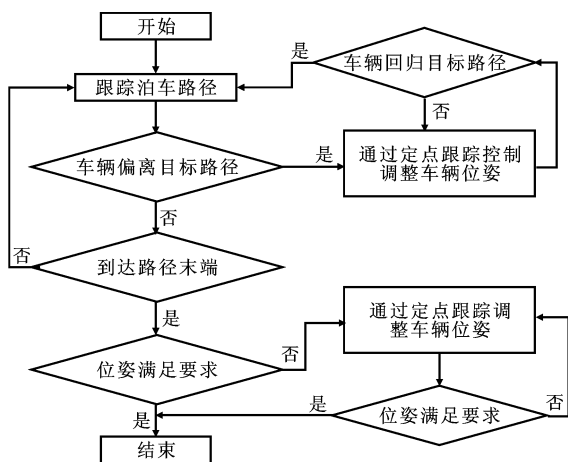 开始
是
车辆回归目标路径
跟踪泊车路径
否
车辆偏离目标路径
是
通过定点跟踪控制
调整车辆位姿
否
否
到达路径末端
是
通过定点跟踪调
整车辆位姿
位姿满足要求
否
是
是
位姿满足要求
否
结束